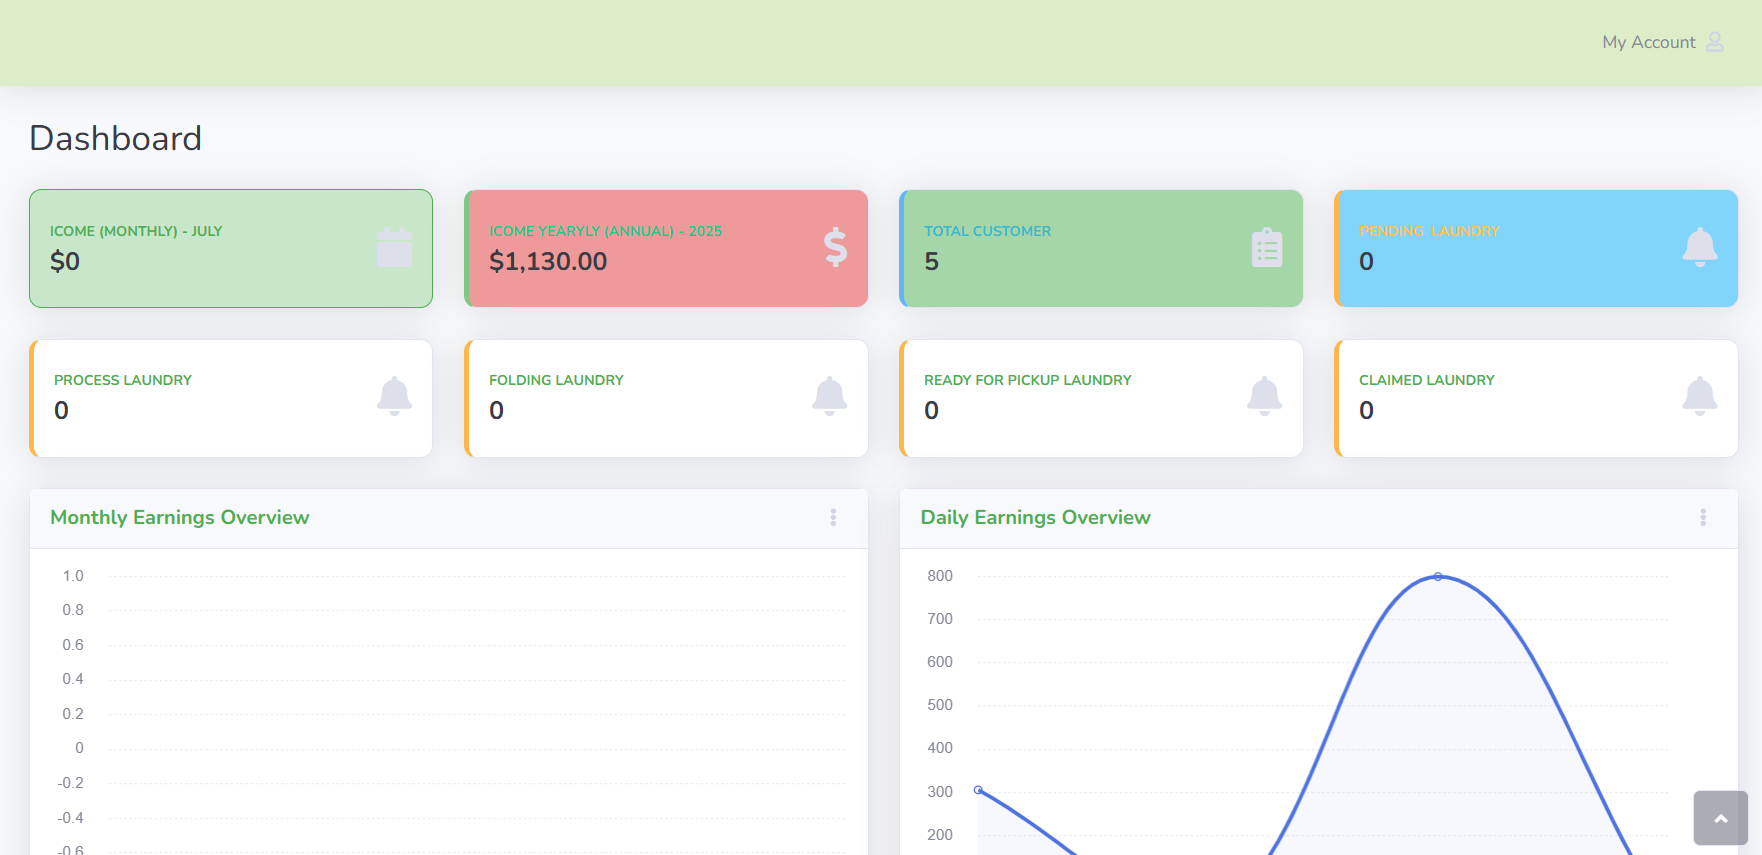 My Account
Dashboard
ICOME (MONTHLY) - JULY
$0
ICOME YEARYLY (ANNUAL) - 2025
$1,130.00
TOTAL CUSTOMER
5
PENDING LAUNDRY
0
PROCESS LAUNDRY
0
FOLDING LAUNDRY
0
READY FOR PICKUP LAUNDRY
0
CLAIMED LAUNDRY
0
Monthly Earnings Overview
1.0
0.8
0.6
0.4
0.2
0
-0.2
-0.4
-0.6
Daily Earnings Overview
800
700
600
500
400
300
200